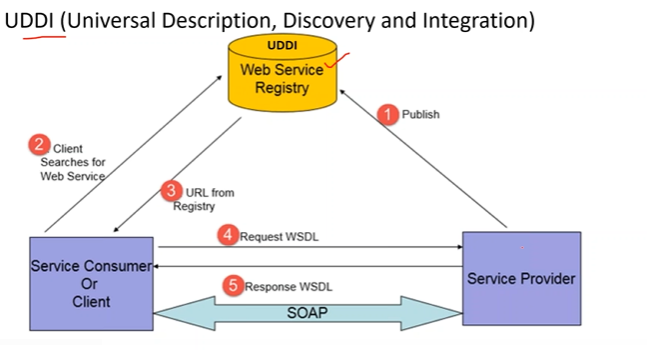 UDDI (Universal Description, Discovery and Integration)
UDDI
Web Service
Registry
1 Publish
2 Client
Searches for
Web Service
3 URL from
Registry
4 Request WSDL
Service Consumer
Or
Client
Service Provider
5 Response WSDL
SOAP